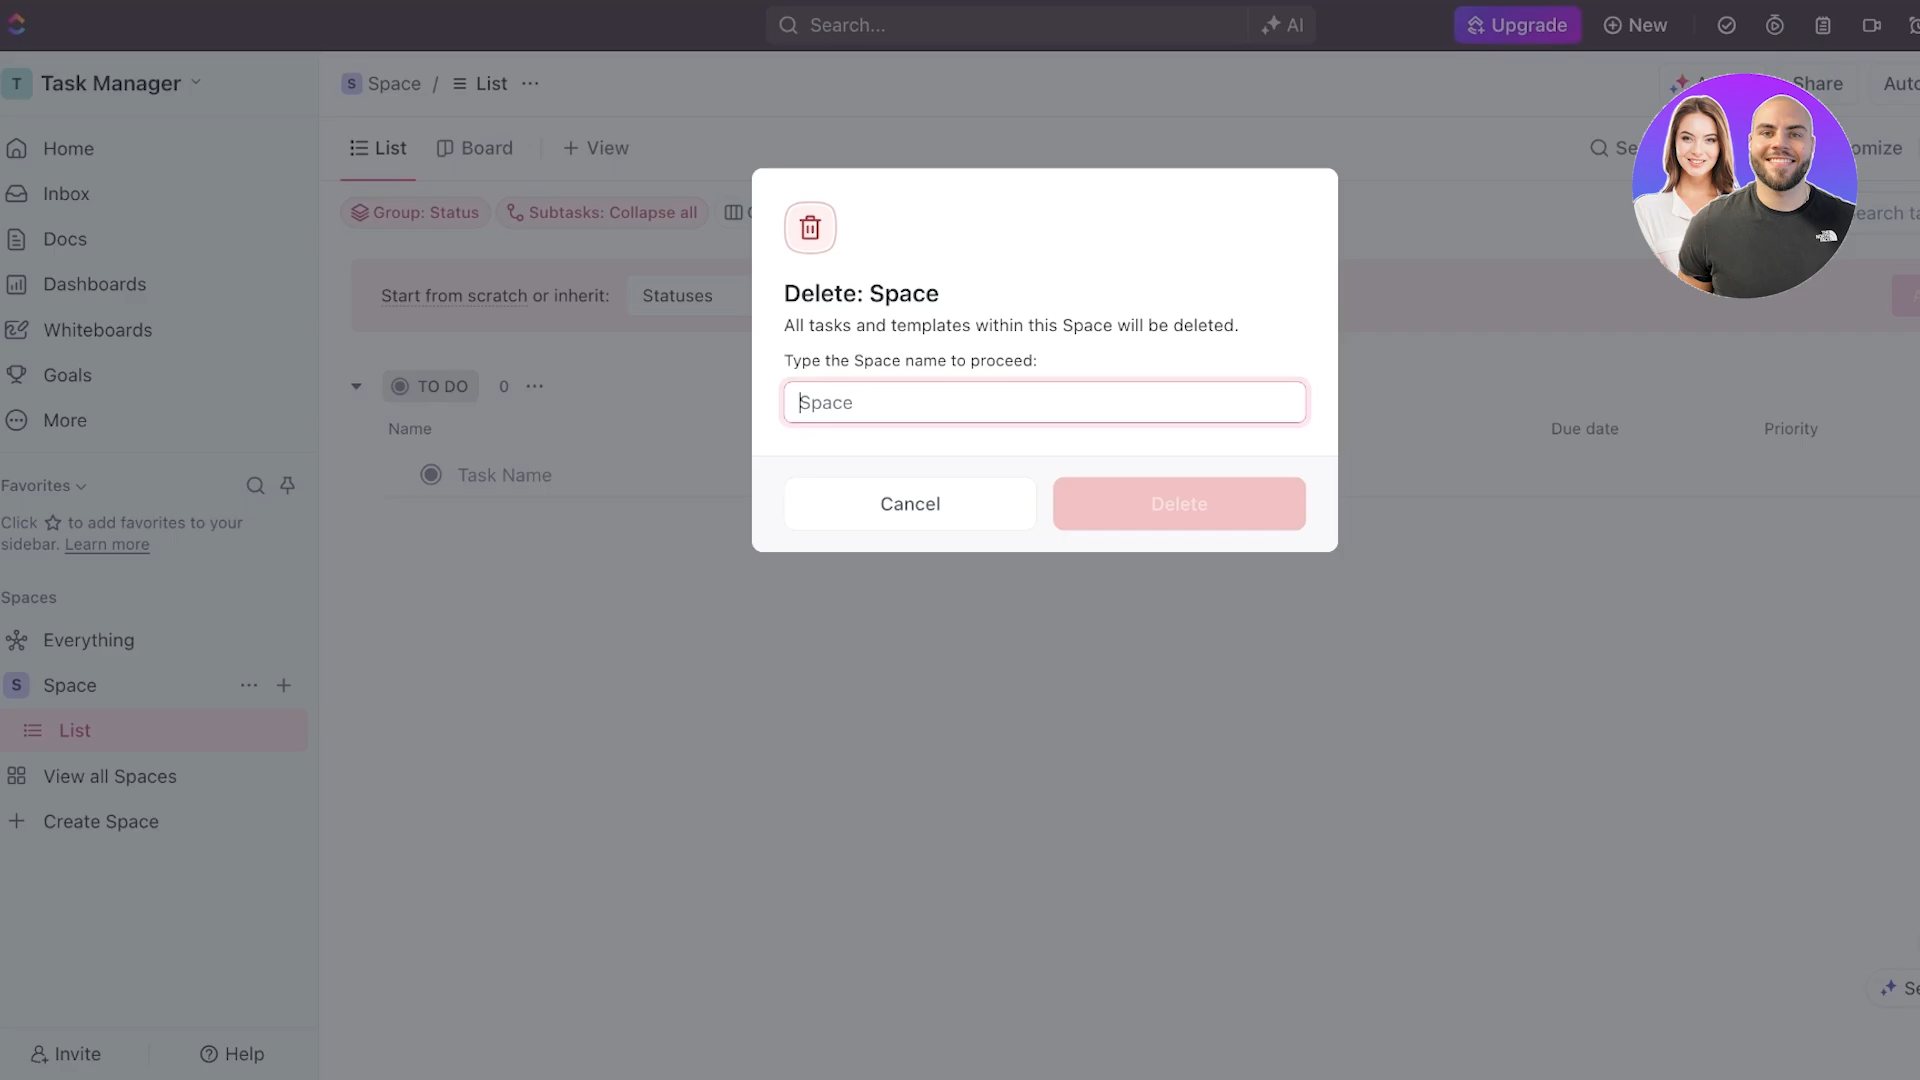 Search...
AI
Upgrade
New
T
Task Manager
S Space / List
Share
List
Board
View
Home
Inbox
Docs
Dashboards
Whiteboards
Goals
More
Group: Status
Subtasks: Collapse all
Start from scratch or inherit:
Statuses
TO DO 0
Name
Due date
Priority
Task Name
Delete: Space
All tasks and templates within this Space will be deleted.
Type the Space name to proceed:
Space
Cancel
Delete
Favorites
Click to add favorites to your
sidebar. Learn more
Spaces
Everything
S Space
List
View all Spaces
Create Space
Invite
Help